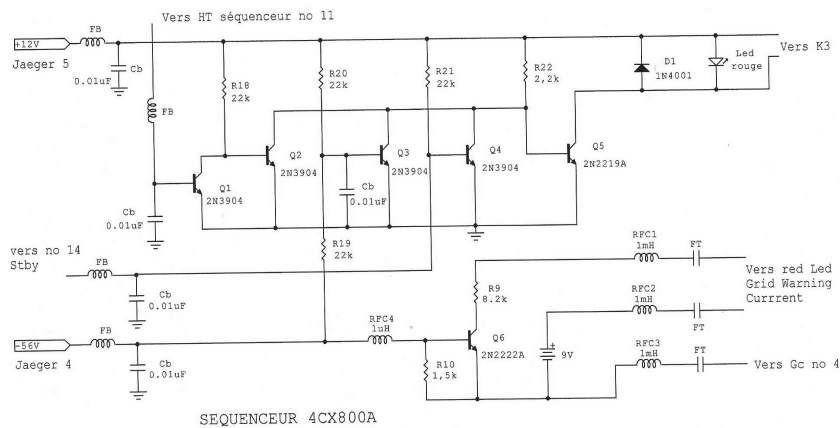 Vers HT séquenceur no 11
FB
+12V
Jaeger 5
Cb
0.01uF
FB
R18
22k
R20
22k
R21
22k
R22
2,2k
D1
1N4001
Led
rouge
Vers K3
Q1
2N3904
Q2
2N3904
Q3
2N3904
Q4
2N3904
Q5
2N2219A
Cb
0.01uF
Cb
0.01uF
vers no 14
Stby
FB
Cb
0.01uF
R19
22k
RFC1
1mH
FT
R9
8.2k
Vers red Led
Grid Warning
Currrent
RFC2
1mH
FT
-56V
Jaeger 4
FB
Cb
0.01uF
RFC4
1uH
R10
1,5k
Q6
2N2222A
+
9V
RFC3
1mH
FT
Vers Gc no 4
SEQUENCEUR 4CX800A